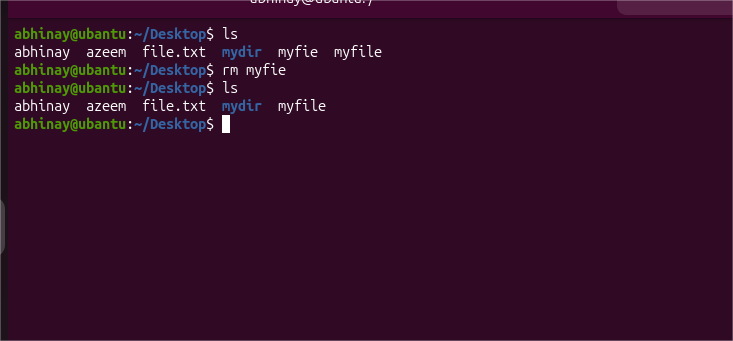 abhinay@ubantu:~/Desktop$ ls
abhinay  azeem  file.txt  mydir  myfie  myfile
abhinay@ubantu:~/Desktop$ rm myfie
abhinay@ubantu:~/Desktop$ ls
abhinay  azeem  file.txt  mydir  myfile
abhinay@ubantu:~/Desktop$